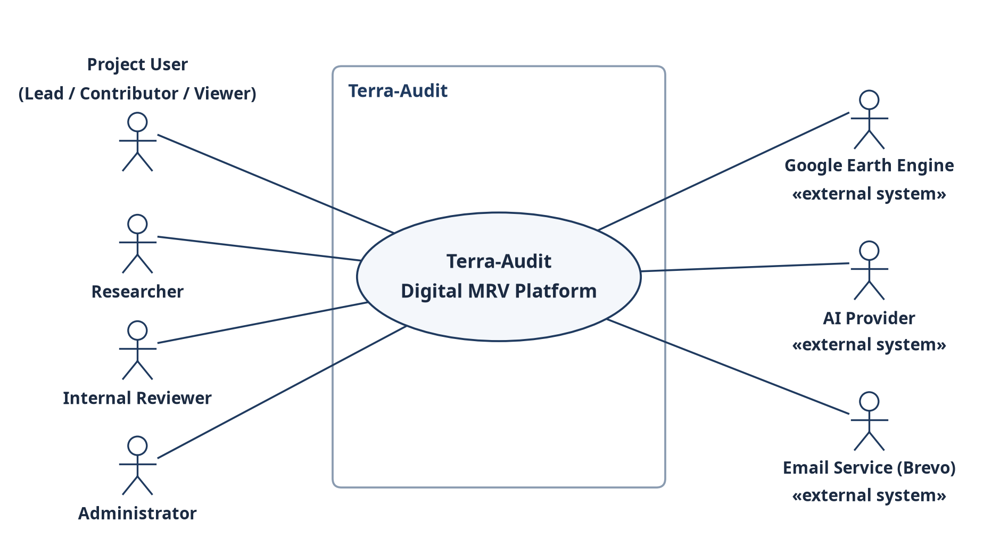 Project User
(Lead / Contributor / Viewer)
Researcher
Internal Reviewer
Administrator
Terra-Audit
Terra-Audit
Digital MRV Platform
Google Earth Engine
«external system»
AI Provider
«external system»
Email Service (Brevo)
«external system»